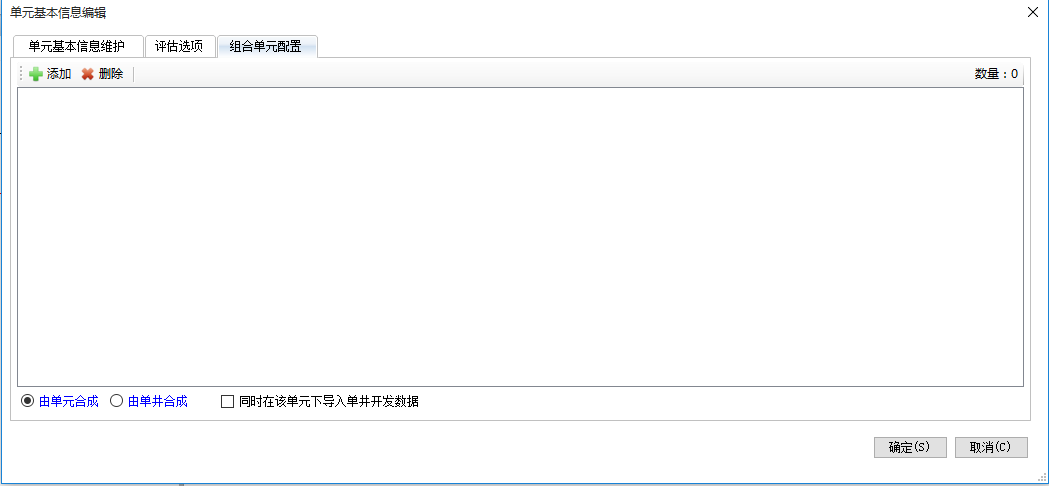 单元基本信息编辑
单元基本信息维护 评估选项 组合单元配置
添加 删除 数量：0
由单元合成 由单井合成 同时在该单元下导入单井开发数据
确定(S) 取消(C)